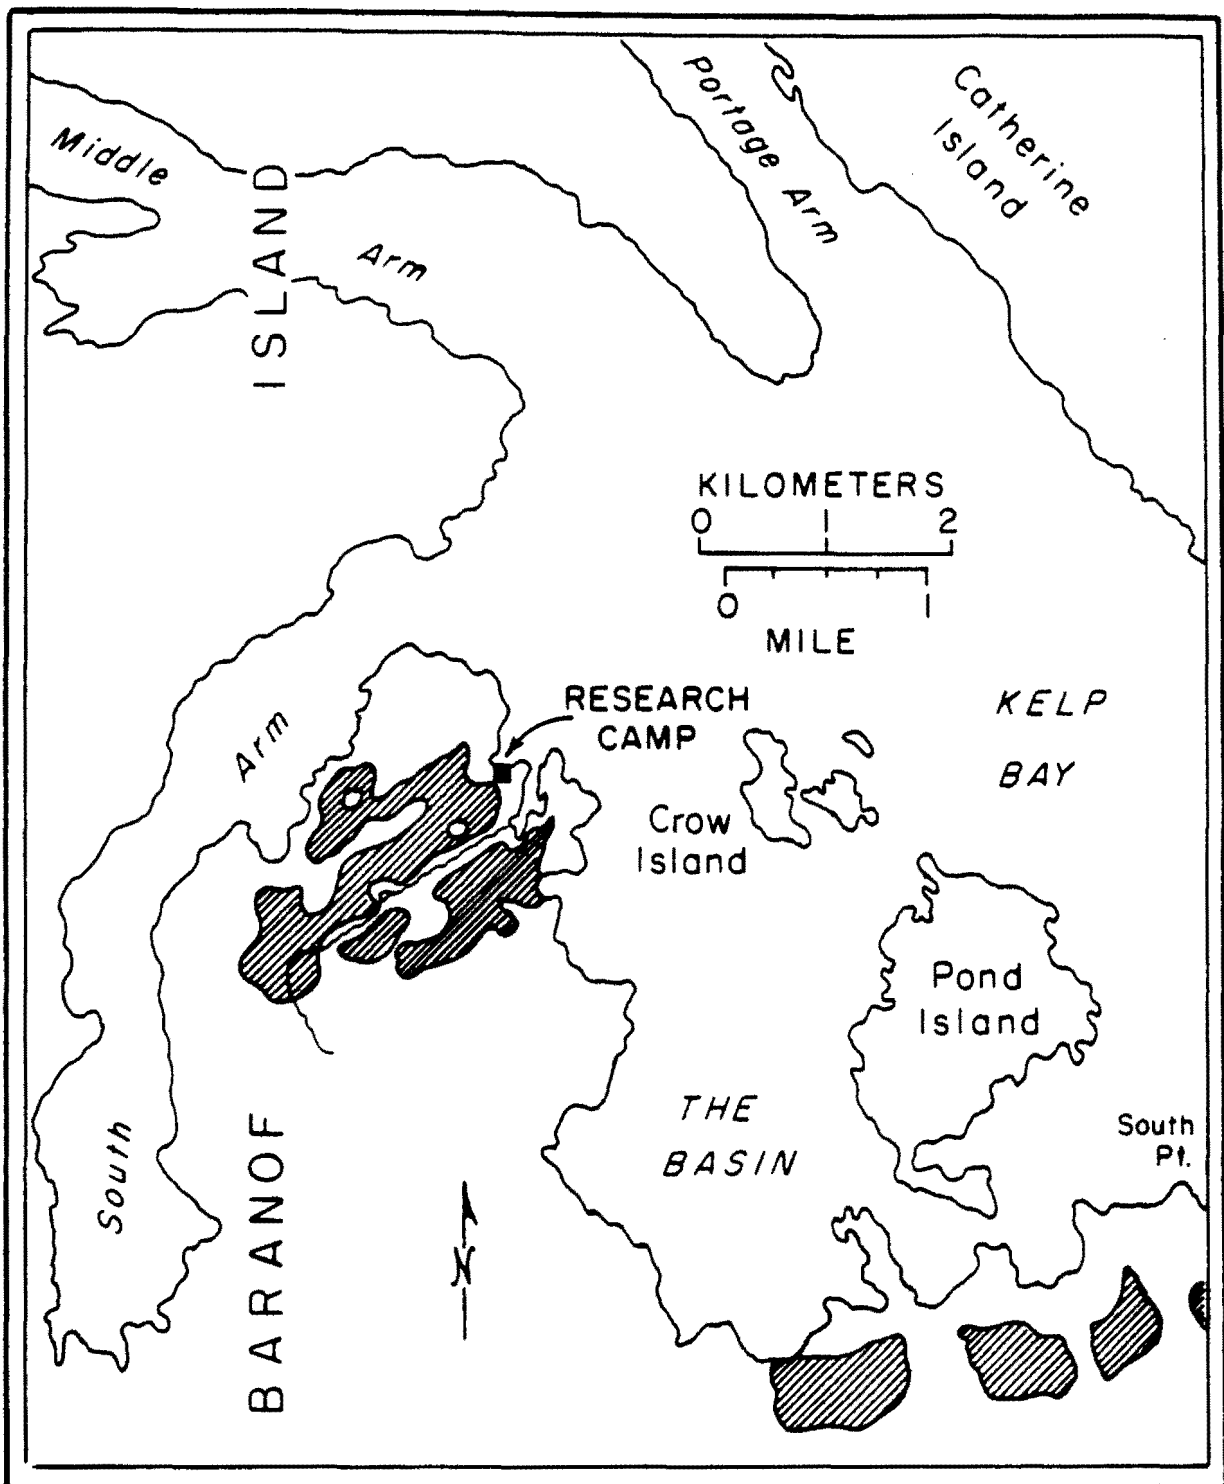 Catherine
Island
Portage Arm
Middle
Arm
ISLAND
KILOMETERS
0 1 2
0 1
MILE
RESEARCH
CAMP
KELP
BAY
Arm
Crow
Island
Pond
Island
THE
BASIN
South
Pt.
South
BARANOF
N